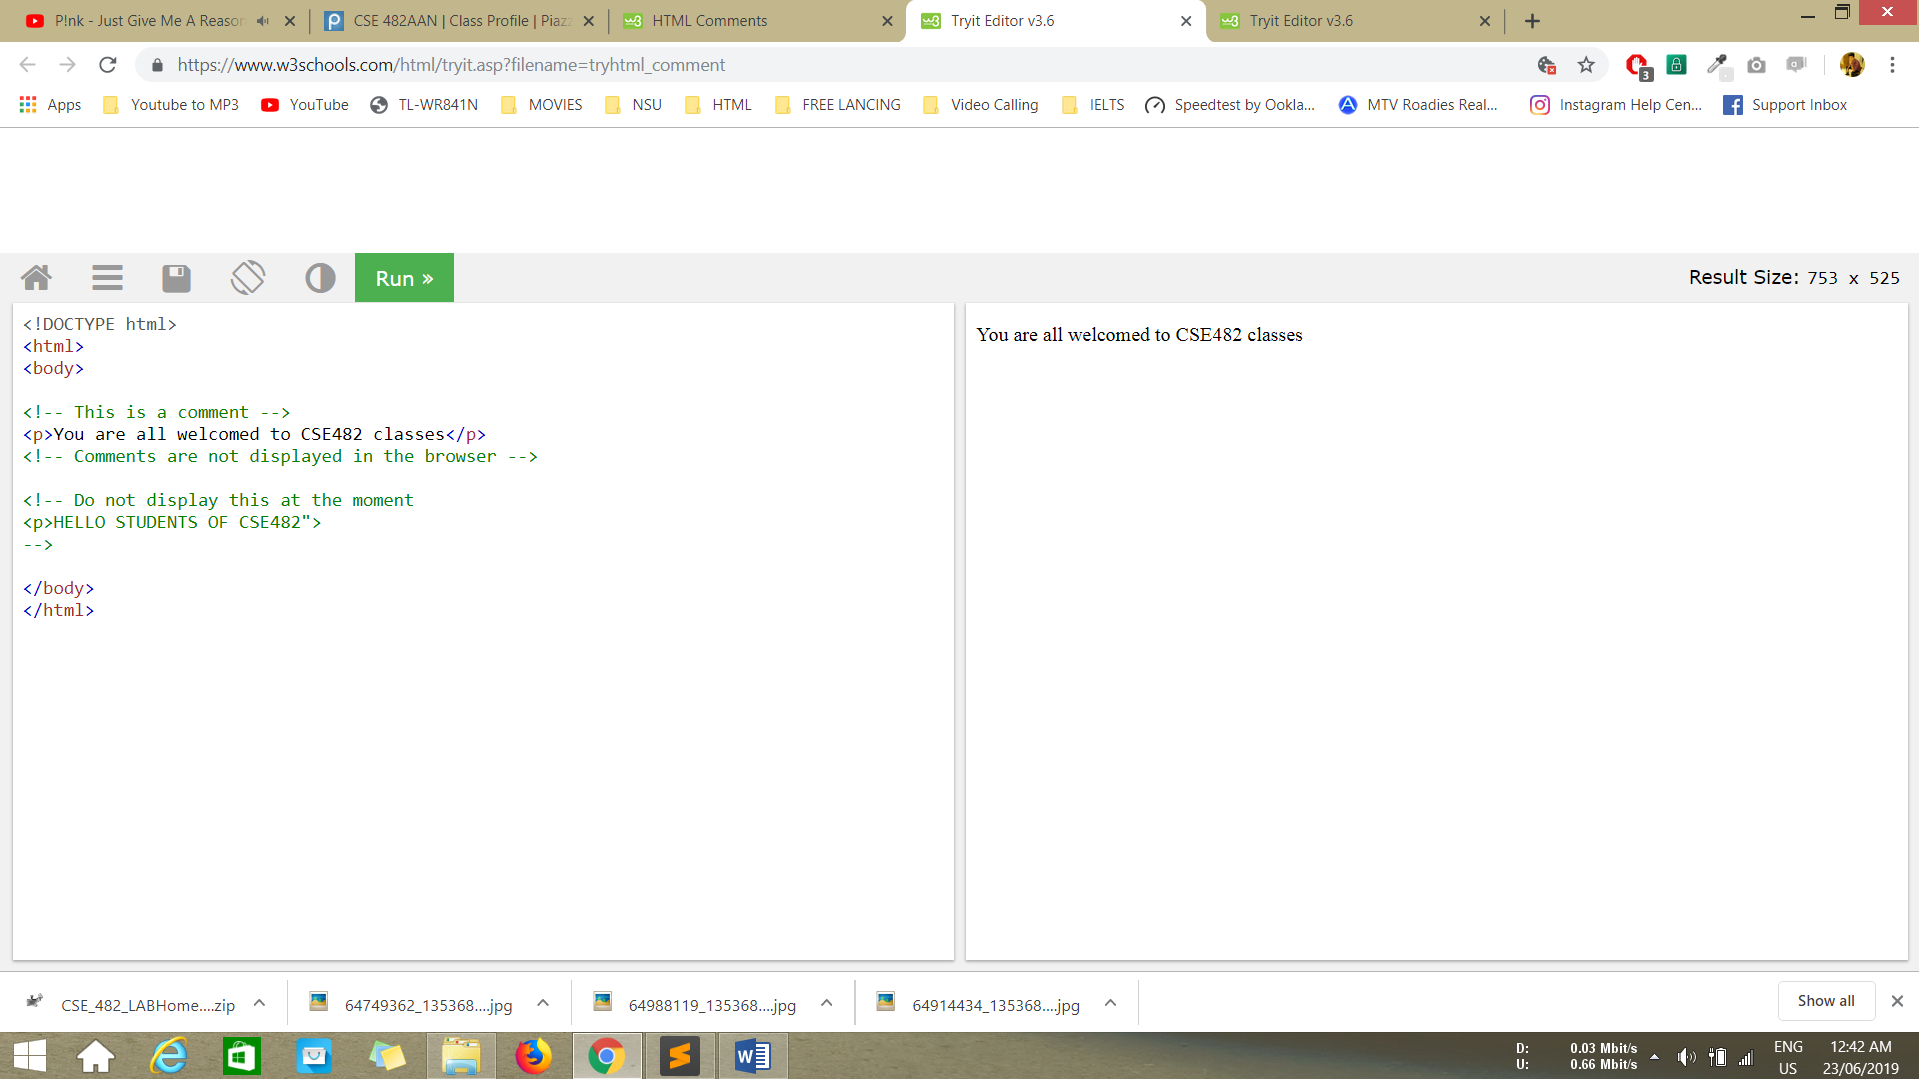 P!nk - Just Give Me A Reason
CSE 482AAN | Class Profile | Piazz
HTML Comments
Tryit Editor v3.6
Tryit Editor v3.6
https://www.w3schools.com/html/tryit.asp?filename=tryhtml_comment
3
Apps
Youtube to MP3
YouTube
TL-WR841N
MOVIES
NSU
HTML
FREE LANCING
Video Calling
IELTS
Speedtest by Ookla...
MTV Roadies Real...
Instagram Help Cen...
Support Inbox
Run »
Result Size: 753 x 525
<!DOCTYPE html>
<html>
<body>
<!-- This is a comment -->
<p>You are all welcomed to CSE482 classes</p>
<!-- Comments are not displayed in the browser -->
<!-- Do not display this at the moment
<p>HELLO STUDENTS OF CSE482">
-->
</body>
</html>
You are all welcomed to CSE482 classes
CSE_482_LABHome....zip
64749362_135368....jpg
64988119_135368....jpg
64914434_135368....jpg
Show all
D: 0.03 Mbit/s
U: 0.66 Mbit/s
ENG
US
12:42 AM
23/06/2019